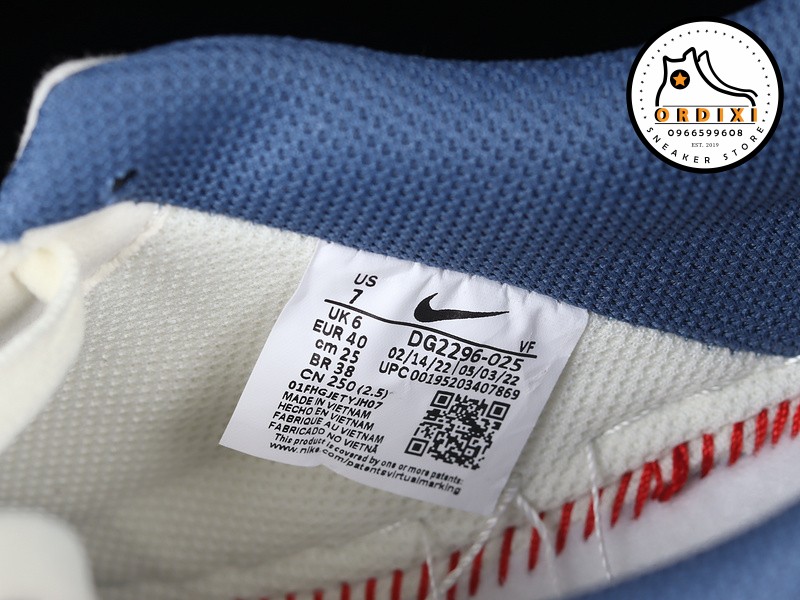 ORDIXI
0966599608
EST. 2019
SNEAKER STORE
US
7
UK 6
EUR 40
cm 25
BR 38
CN 250 (2.5)
VF
DG2296-025
02/14/22 | 05/03/22
UPC 00195203407869
01FHGJETYJH07
MADE IN VIETNAM
HECHO EN VIETNAM
FABRIQUE AU VIETNAM
FABRICADO NO VIETNÃ
This product is covered by one or more patents:
www.nike.com/patentsvirtualmarking